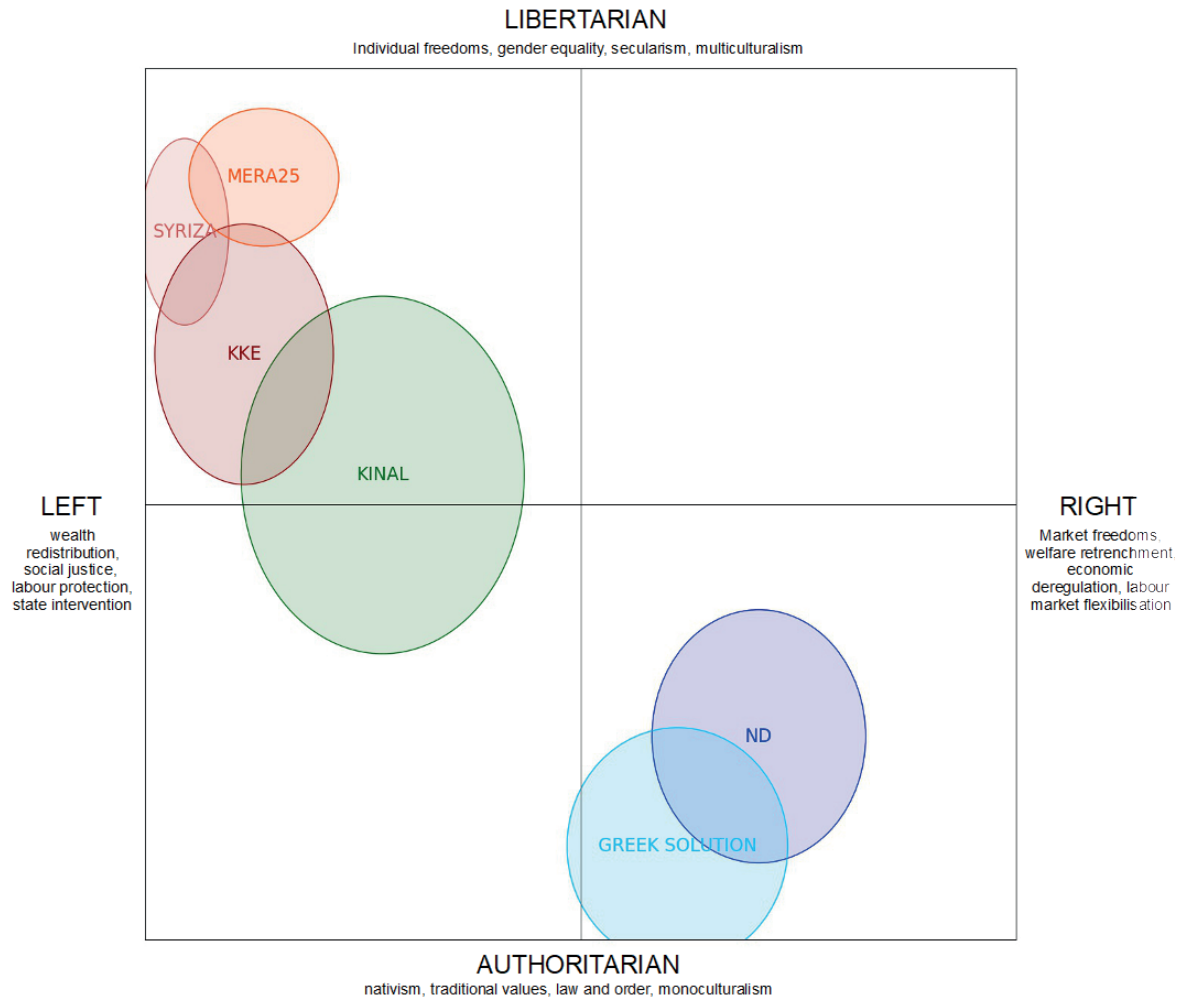 LIBERTARIAN
Individual freedoms, gender equality, secularism, multiculturalism
MERA25
SYRIZA
KKE
KINAL
LEFT
wealth
redistribution,
social justice,
labour protection,
state intervention
RIGHT
Market freedoms,
welfare retrenchment
economic
deregulation, labour
market flexibilisation
ND
GREEK SOLUTION
AUTHORITARIAN
nativism, traditional values, law and order, monoculturalism